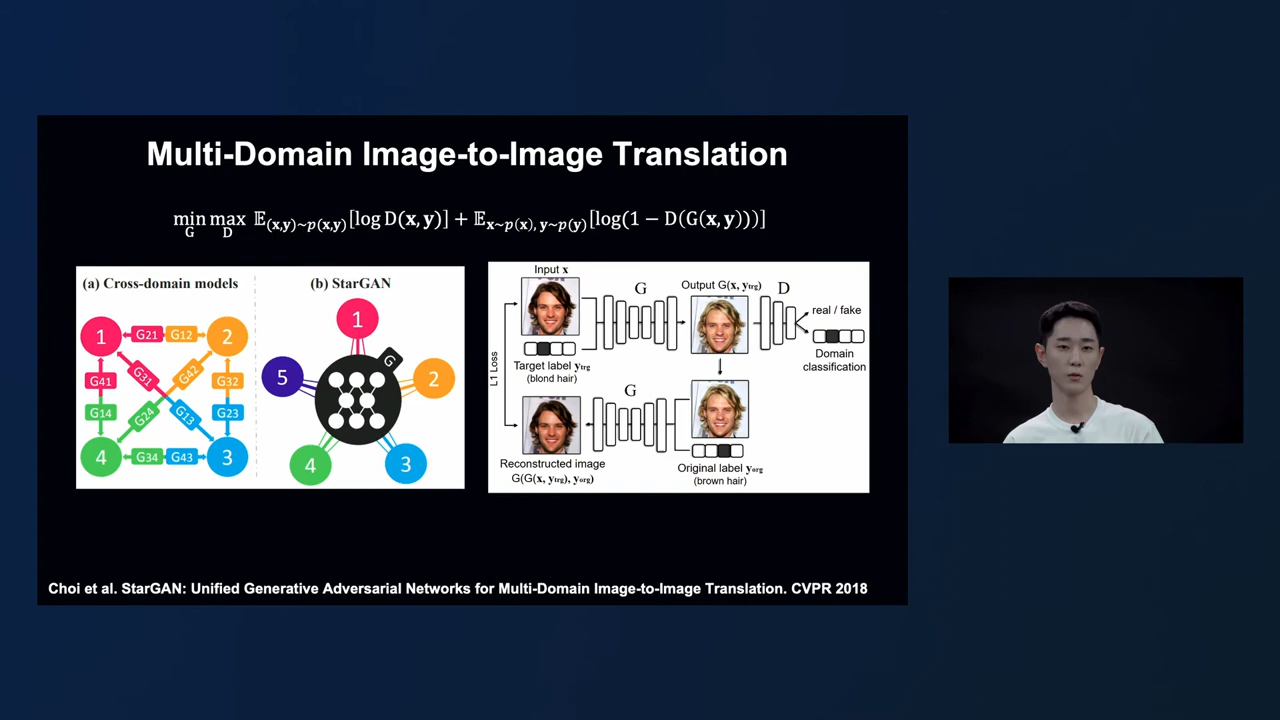 Multi-Domain Image-to-Image Translation
min max 𝔼(x,y)~p(x,y)[log D(x, y)] + 𝔼x~p(x), y~p(y)[log(1 − D(G(x, y)))]
G D
(a) Cross-domain models
1
G21
G12
2
G41
G31
G42
G32
G14
G24
G13
G23
4
G34
G43
3
(b) StarGAN
1
G
5
2
4
3
Input x
G
Output G(x, ytrg)
D
real / fake
Domain
classification
Target label ytrg
(blond hair)
L1 Loss
G
Reconstructed image
G(G(x, ytrg), yorg)
Original label yorg
(brown hair)
Choi et al. StarGAN: Unified Generative Adversarial Networks for Multi-Domain Image-to-Image Translation. CVPR 2018